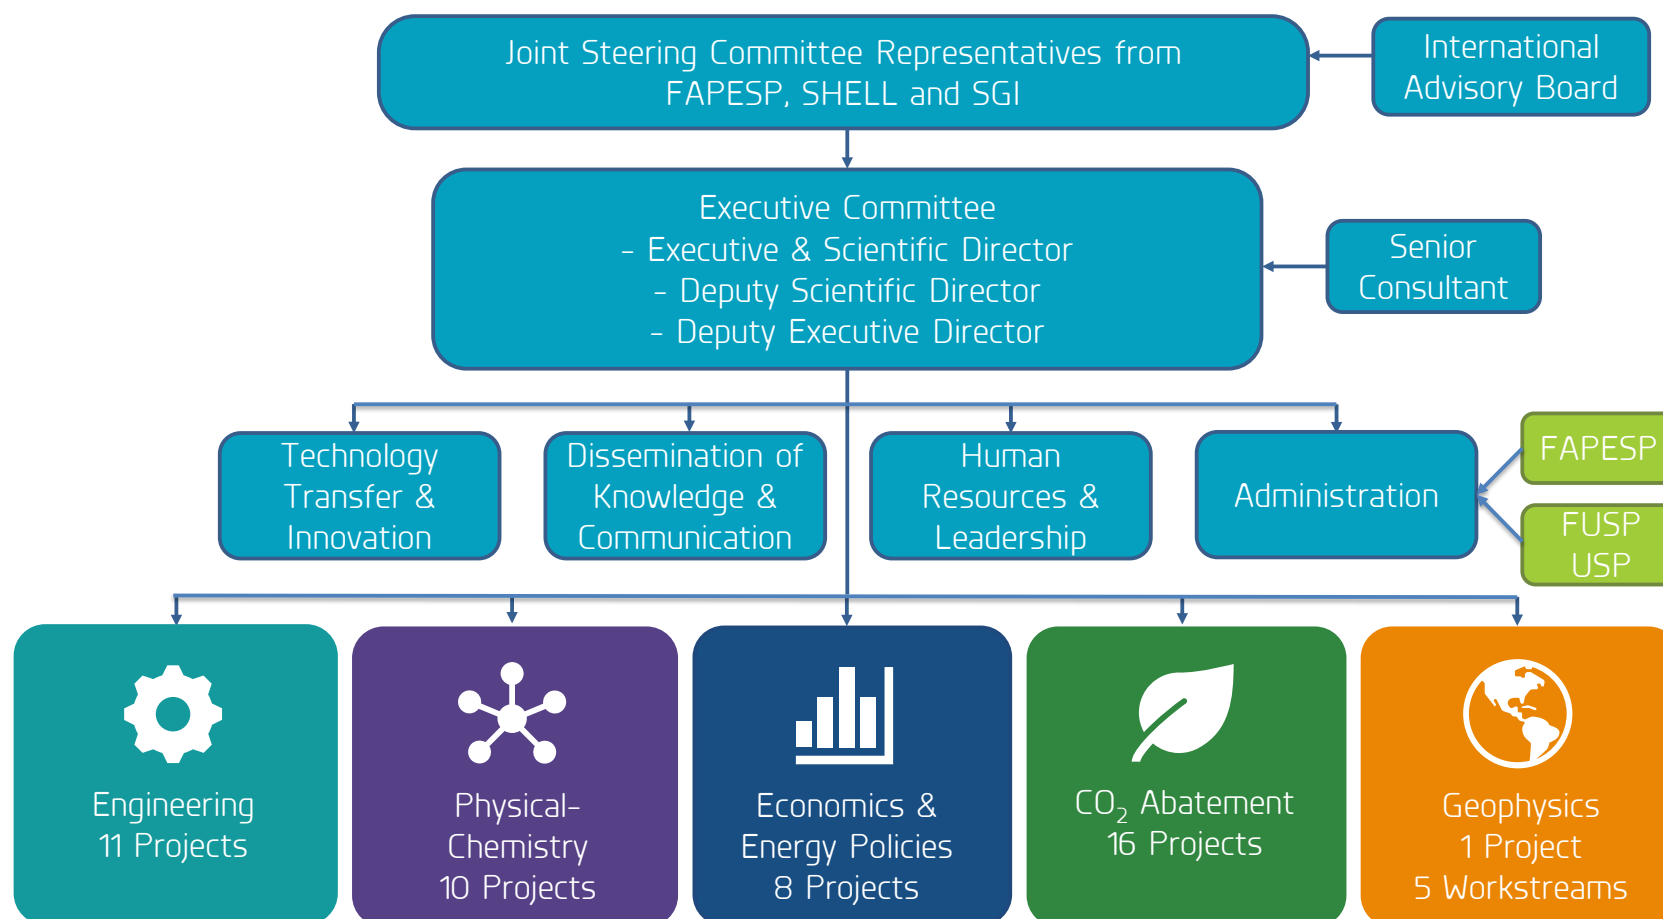 Joint Steering Committee Representatives from
FAPESP, SHELL and SGI
International
Advisory Board
Executive Committee
- Executive & Scientific Director
- Deputy Scientific Director
- Deputy Executive Director
Senior
Consultant
Technology
Transfer &
Innovation
Dissemination of
Knowledge &
Communication
Human
Resources &
Leadership
Administration
FAPESP
FUSP
USP
Engineering
11 Projects
Physical-
Chemistry
10 Projects
Economics &
Energy Policies
8 Projects
CO₂ Abatement
16 Projects
Geophysics
1 Project
5 Workstreams